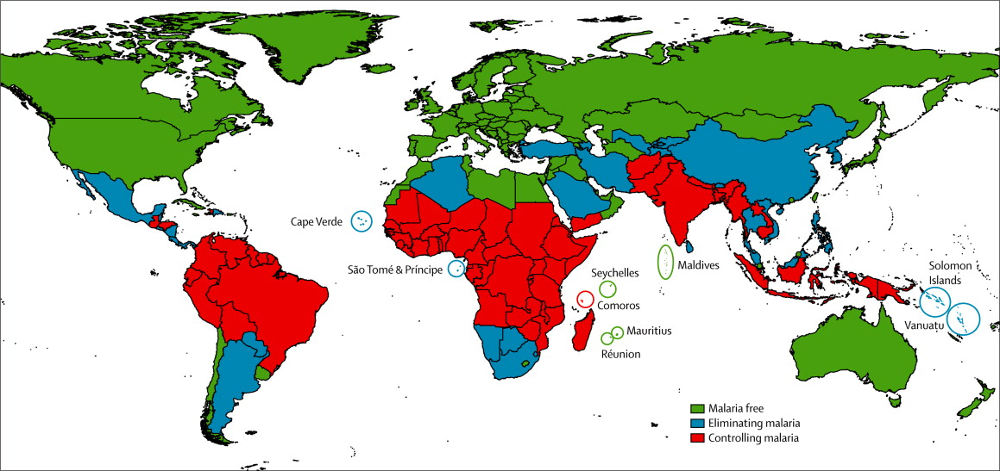 Cape Verde
São Tomé & Príncipe
Seychelles
Maldives
Comoros
Mauritius
Réunion
Solomon
Islands
Vanuatu
Malaria free
Eliminating malaria
Controlling malaria